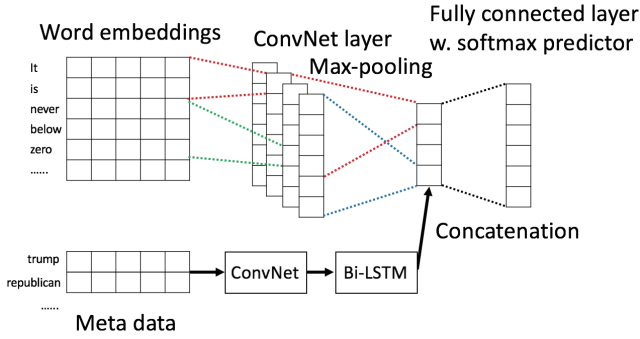 Word embeddings
ConvNet layer
Max-pooling
Fully connected layer
w. softmax predictor
It
is
never
below
zero
......
Concatenation
trump
republican
......
ConvNet
Bi-LSTM
Meta data